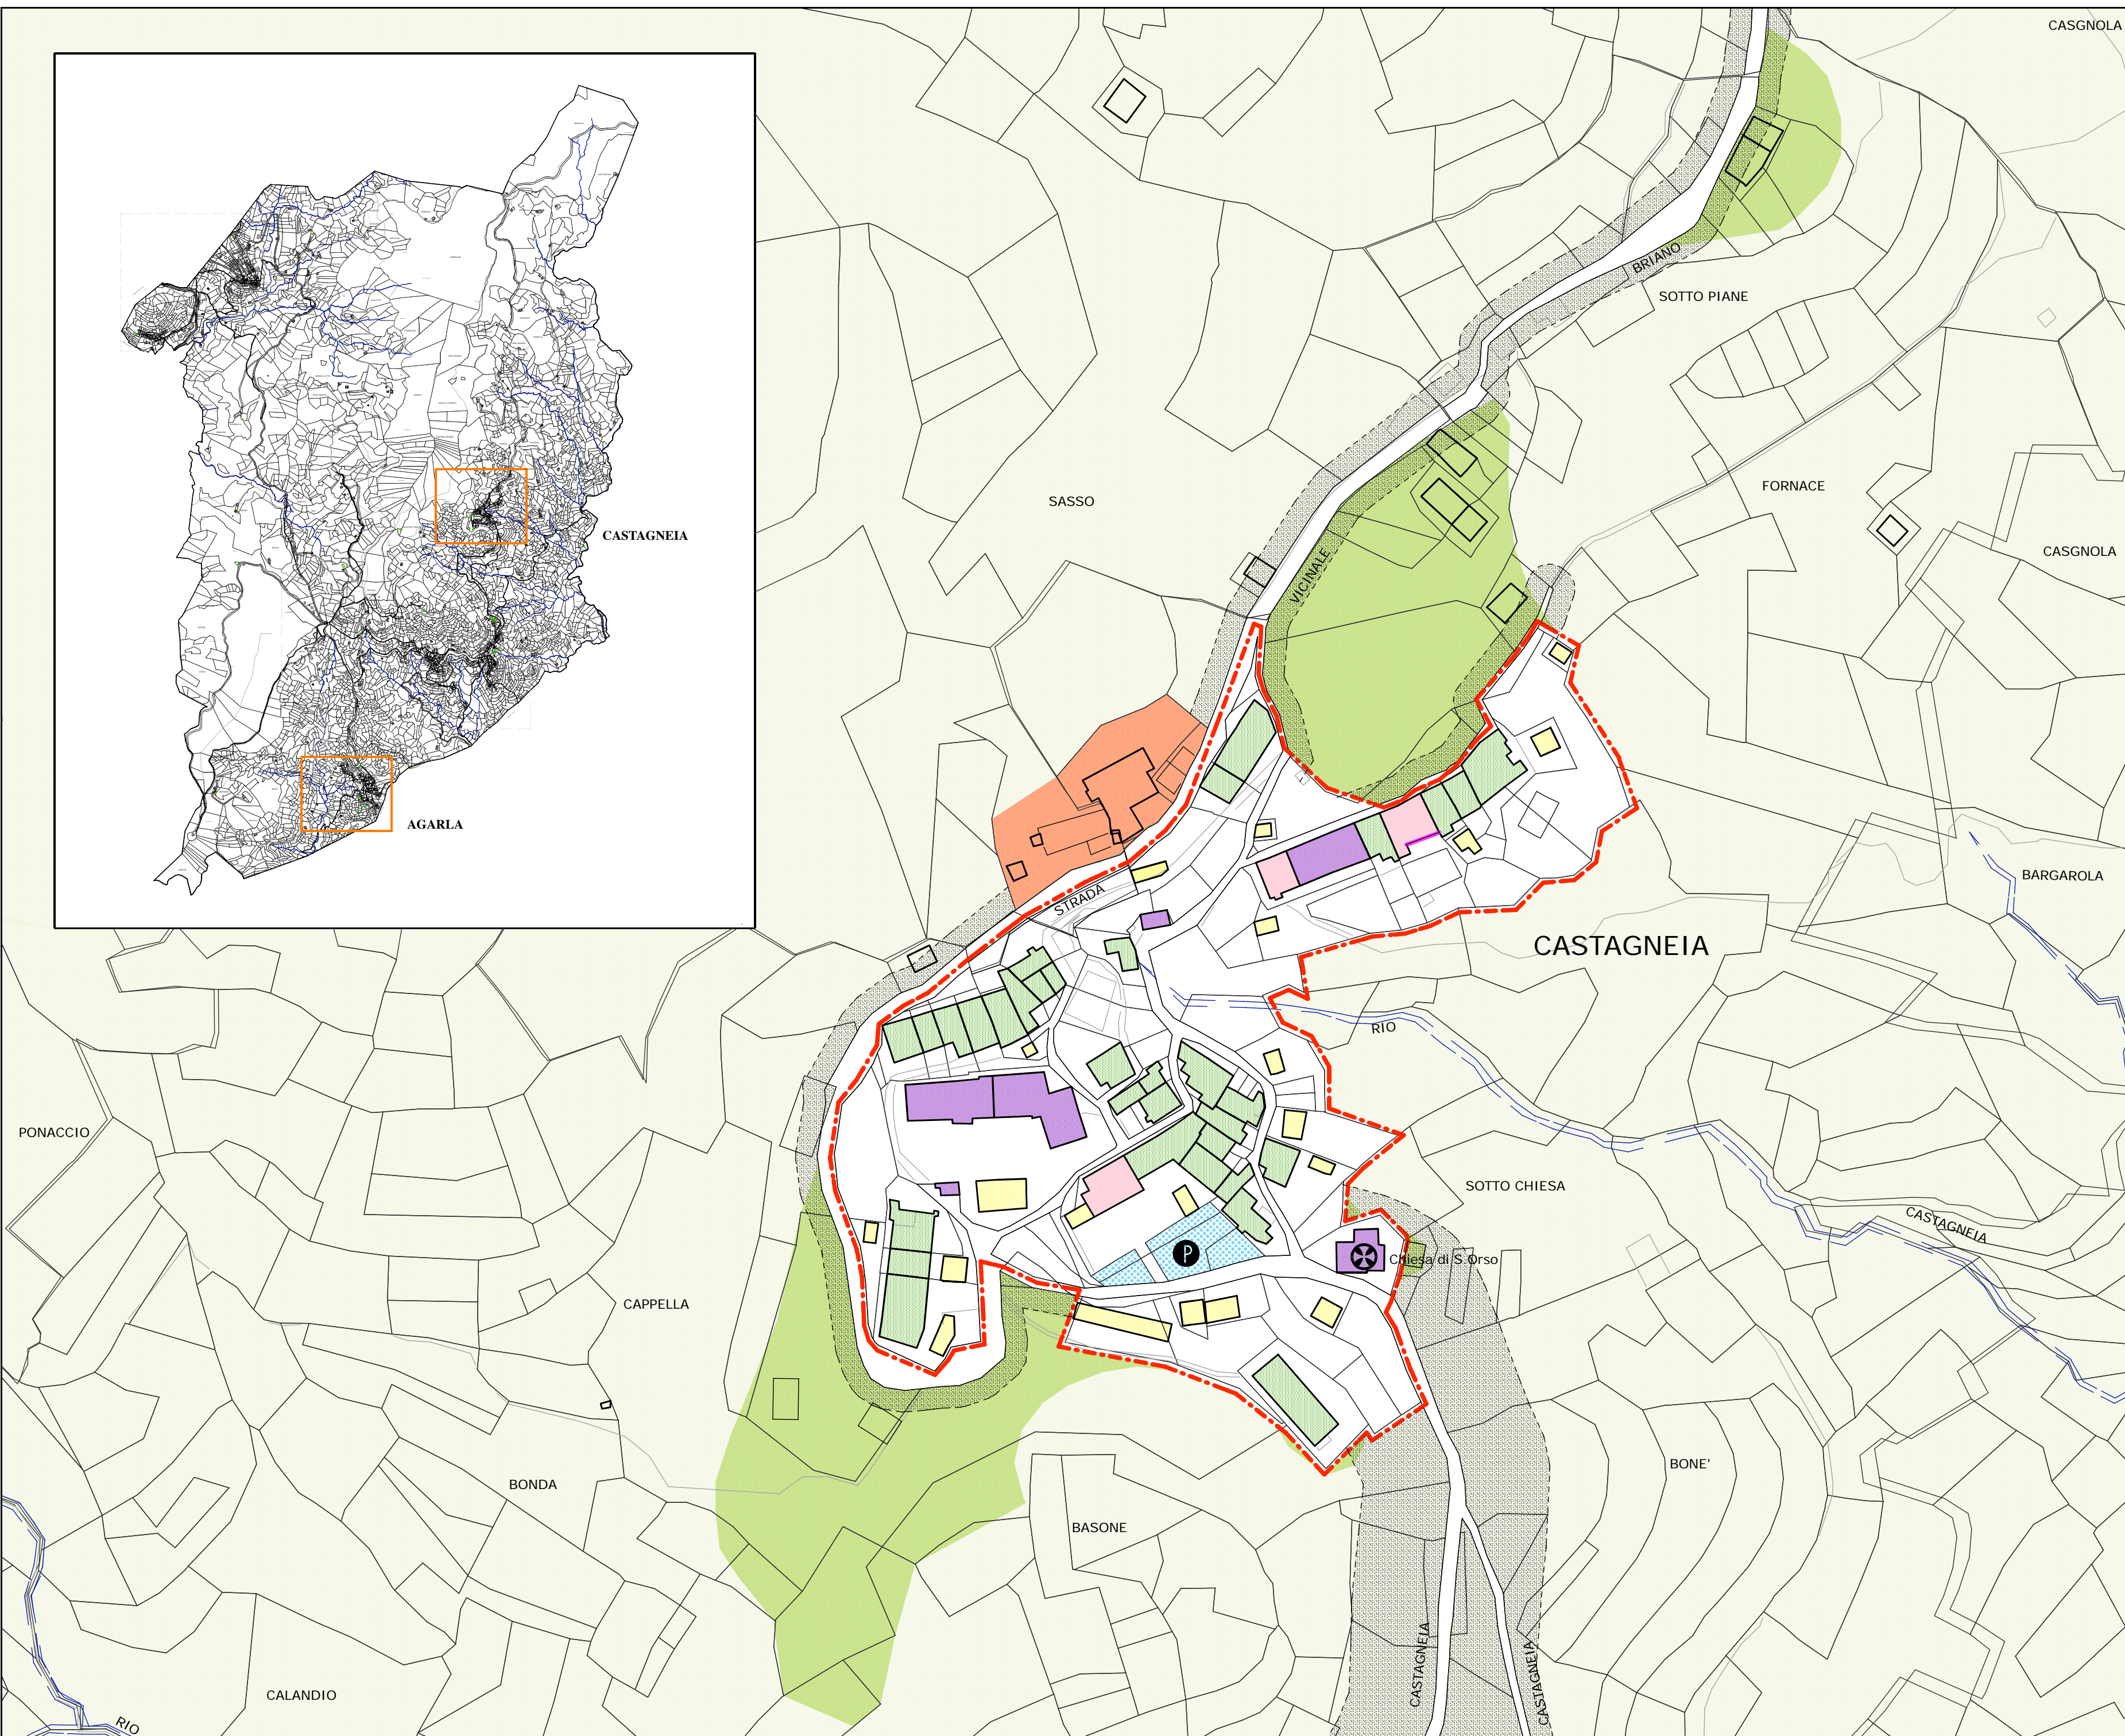 CASGNOLA
BRIANO
SOTTO PIANE
SASSO
FORNACE
CASTAGNEIA
CASGNOLA
VICINALE
AGARLA
BARGAROLA
STRADA
CASTAGNEIA
RIO
PONACCIO
SOTTO CHIESA
CASTAGNEIA
P
Chiesa di S.Orso
CAPPELLA
BONE'
BONDA
BASONE
CASTAGNEIA
CASTAGNEIA
CALANDIO
RIO